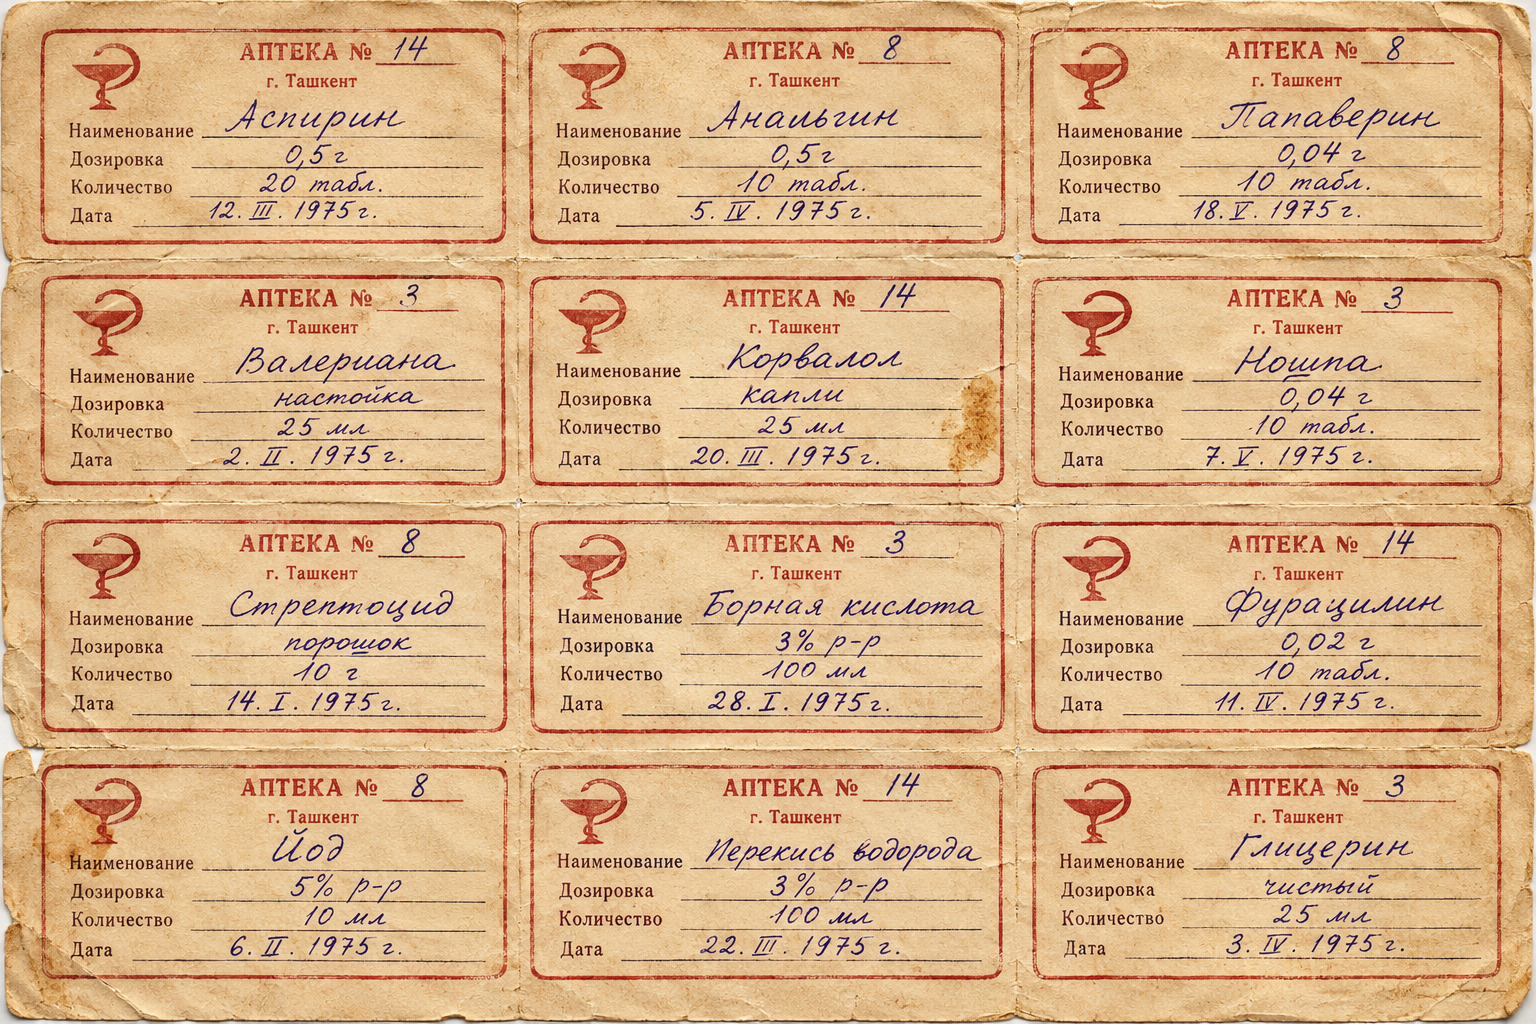 АПТЕКА № 14
г. Ташкент
Наименование Аспирин
Дозировка 0,5 г
Количество 20 табл.
Дата 12. III. 1975 г.
АПТЕКА № 8
г. Ташкент
Наименование Анальгин
Дозировка 0,5 г
Количество 10 табл.
Дата 5. IV. 1975 г.
АПТЕКА № 8
г. Ташкент
Наименование Папаверин
Дозировка 0,04 г
Количество 10 табл.
Дата 18. V. 1975 г.
АПТЕКА № 3
г. Ташкент
Наименование Валериана
Дозировка настойка
Количество 25 мл
Дата 2. II. 1975 г.
АПТЕКА № 14
г. Ташкент
Наименование Корвалол
Дозировка капли
Количество 25 мл
Дата 20. III. 1975 г.
АПТЕКА № 3
г. Ташкент
Наименование Ношпа
Дозировка 0,04 г
Количество 10 табл.
Дата 7. V. 1975 г.
АПТЕКА № 8
г. Ташкент
Наименование Стрептоцид
Дозировка порошок
Количество 10 г
Дата 14. I. 1975 г.
АПТЕКА № 3
г. Ташкент
Наименование Борная кислота
Дозировка 3% р-р
Количество 100 мл
Дата 28. I. 1975 г.
АПТЕКА № 14
г. Ташкент
Наименование Фурацилин
Дозировка 0,02 г
Количество 10 табл.
Дата 11. IV. 1975 г.
АПТЕКА № 8
г. Ташкент
Наименование Йод
Дозировка 5% р-р
Количество 10 мл
Дата 6. II. 1975 г.
АПТЕКА № 14
г. Ташкент
Наименование Перекись водорода
Дозировка 3% р-р
Количество 100 мл
Дата 22. III. 1975 г.
АПТЕКА № 3
г. Ташкент
Наименование Глицерин
Дозировка чистый
Количество 25 мл
Дата 3. IV. 1975 г.